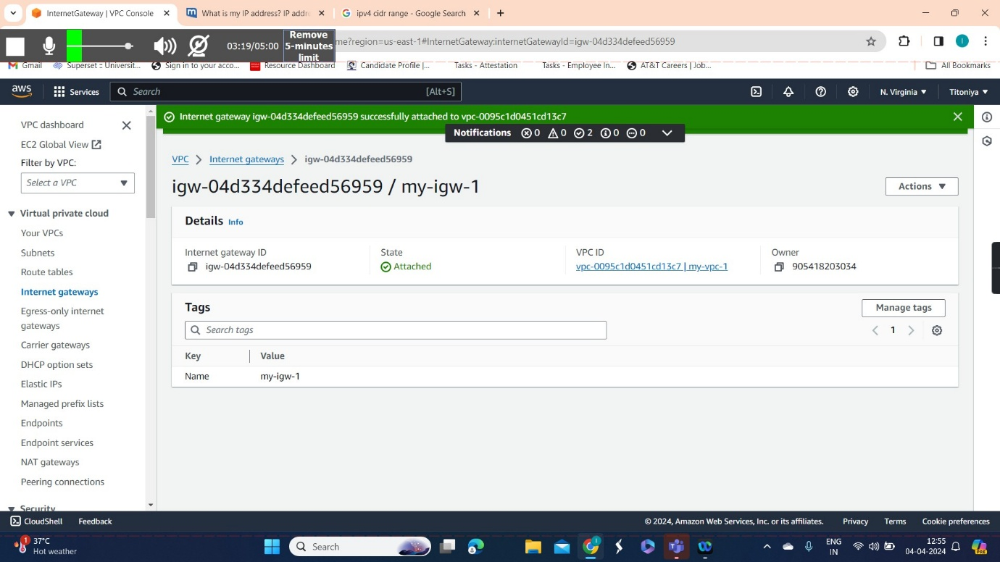 InternetGateway | VPC Console
What is my IP address? IP addr
ipv4 cidr range - Google Search
03:19/05:00
Remove
5-minutes
limit
me?region=us-east-1#InternetGateway:internetGatewayId=igw-04d334defeed56959
Gmail
Superset :: Universit...
Sign in to your acco...
Resource Dashboard
Candidate Profile |...
Tasks - Attestation
Tasks - Employee In...
AT&T Careers | Job...
All Bookmarks
aws
Services
Search
[Alt+S]
N. Virginia
Titoniya
VPC dashboard
EC2 Global View
Filter by VPC:
Select a VPC
Virtual private cloud
Your VPCs
Subnets
Route tables
Internet gateways
Egress-only internet
gateways
Carrier gateways
DHCP option sets
Elastic IPs
Managed prefix lists
Endpoints
Endpoint services
NAT gateways
Peering connections
Security
Internet gateway igw-04d334defeed56959 successfully attached to vpc-0095c1d0451cd13c7
Notifications 0 0 2 0 0
VPC > Internet gateways > igw-04d334defeed56959
igw-04d334defeed56959 / my-igw-1
Actions
Details Info
Internet gateway ID
igw-04d334defeed56959
State
Attached
VPC ID
vpc-0095c1d0451cd13c7 | my-vpc-1
Owner
905418203034
Tags
Manage tags
Search tags
1
Key Value
Name my-igw-1
CloudShell
Feedback
© 2024, Amazon Web Services, Inc. or its affiliates.
Privacy
Terms
Cookie preferences
1
37°C
Hot weather
Search
ENG
IN
12:55
04-04-2024
PRE